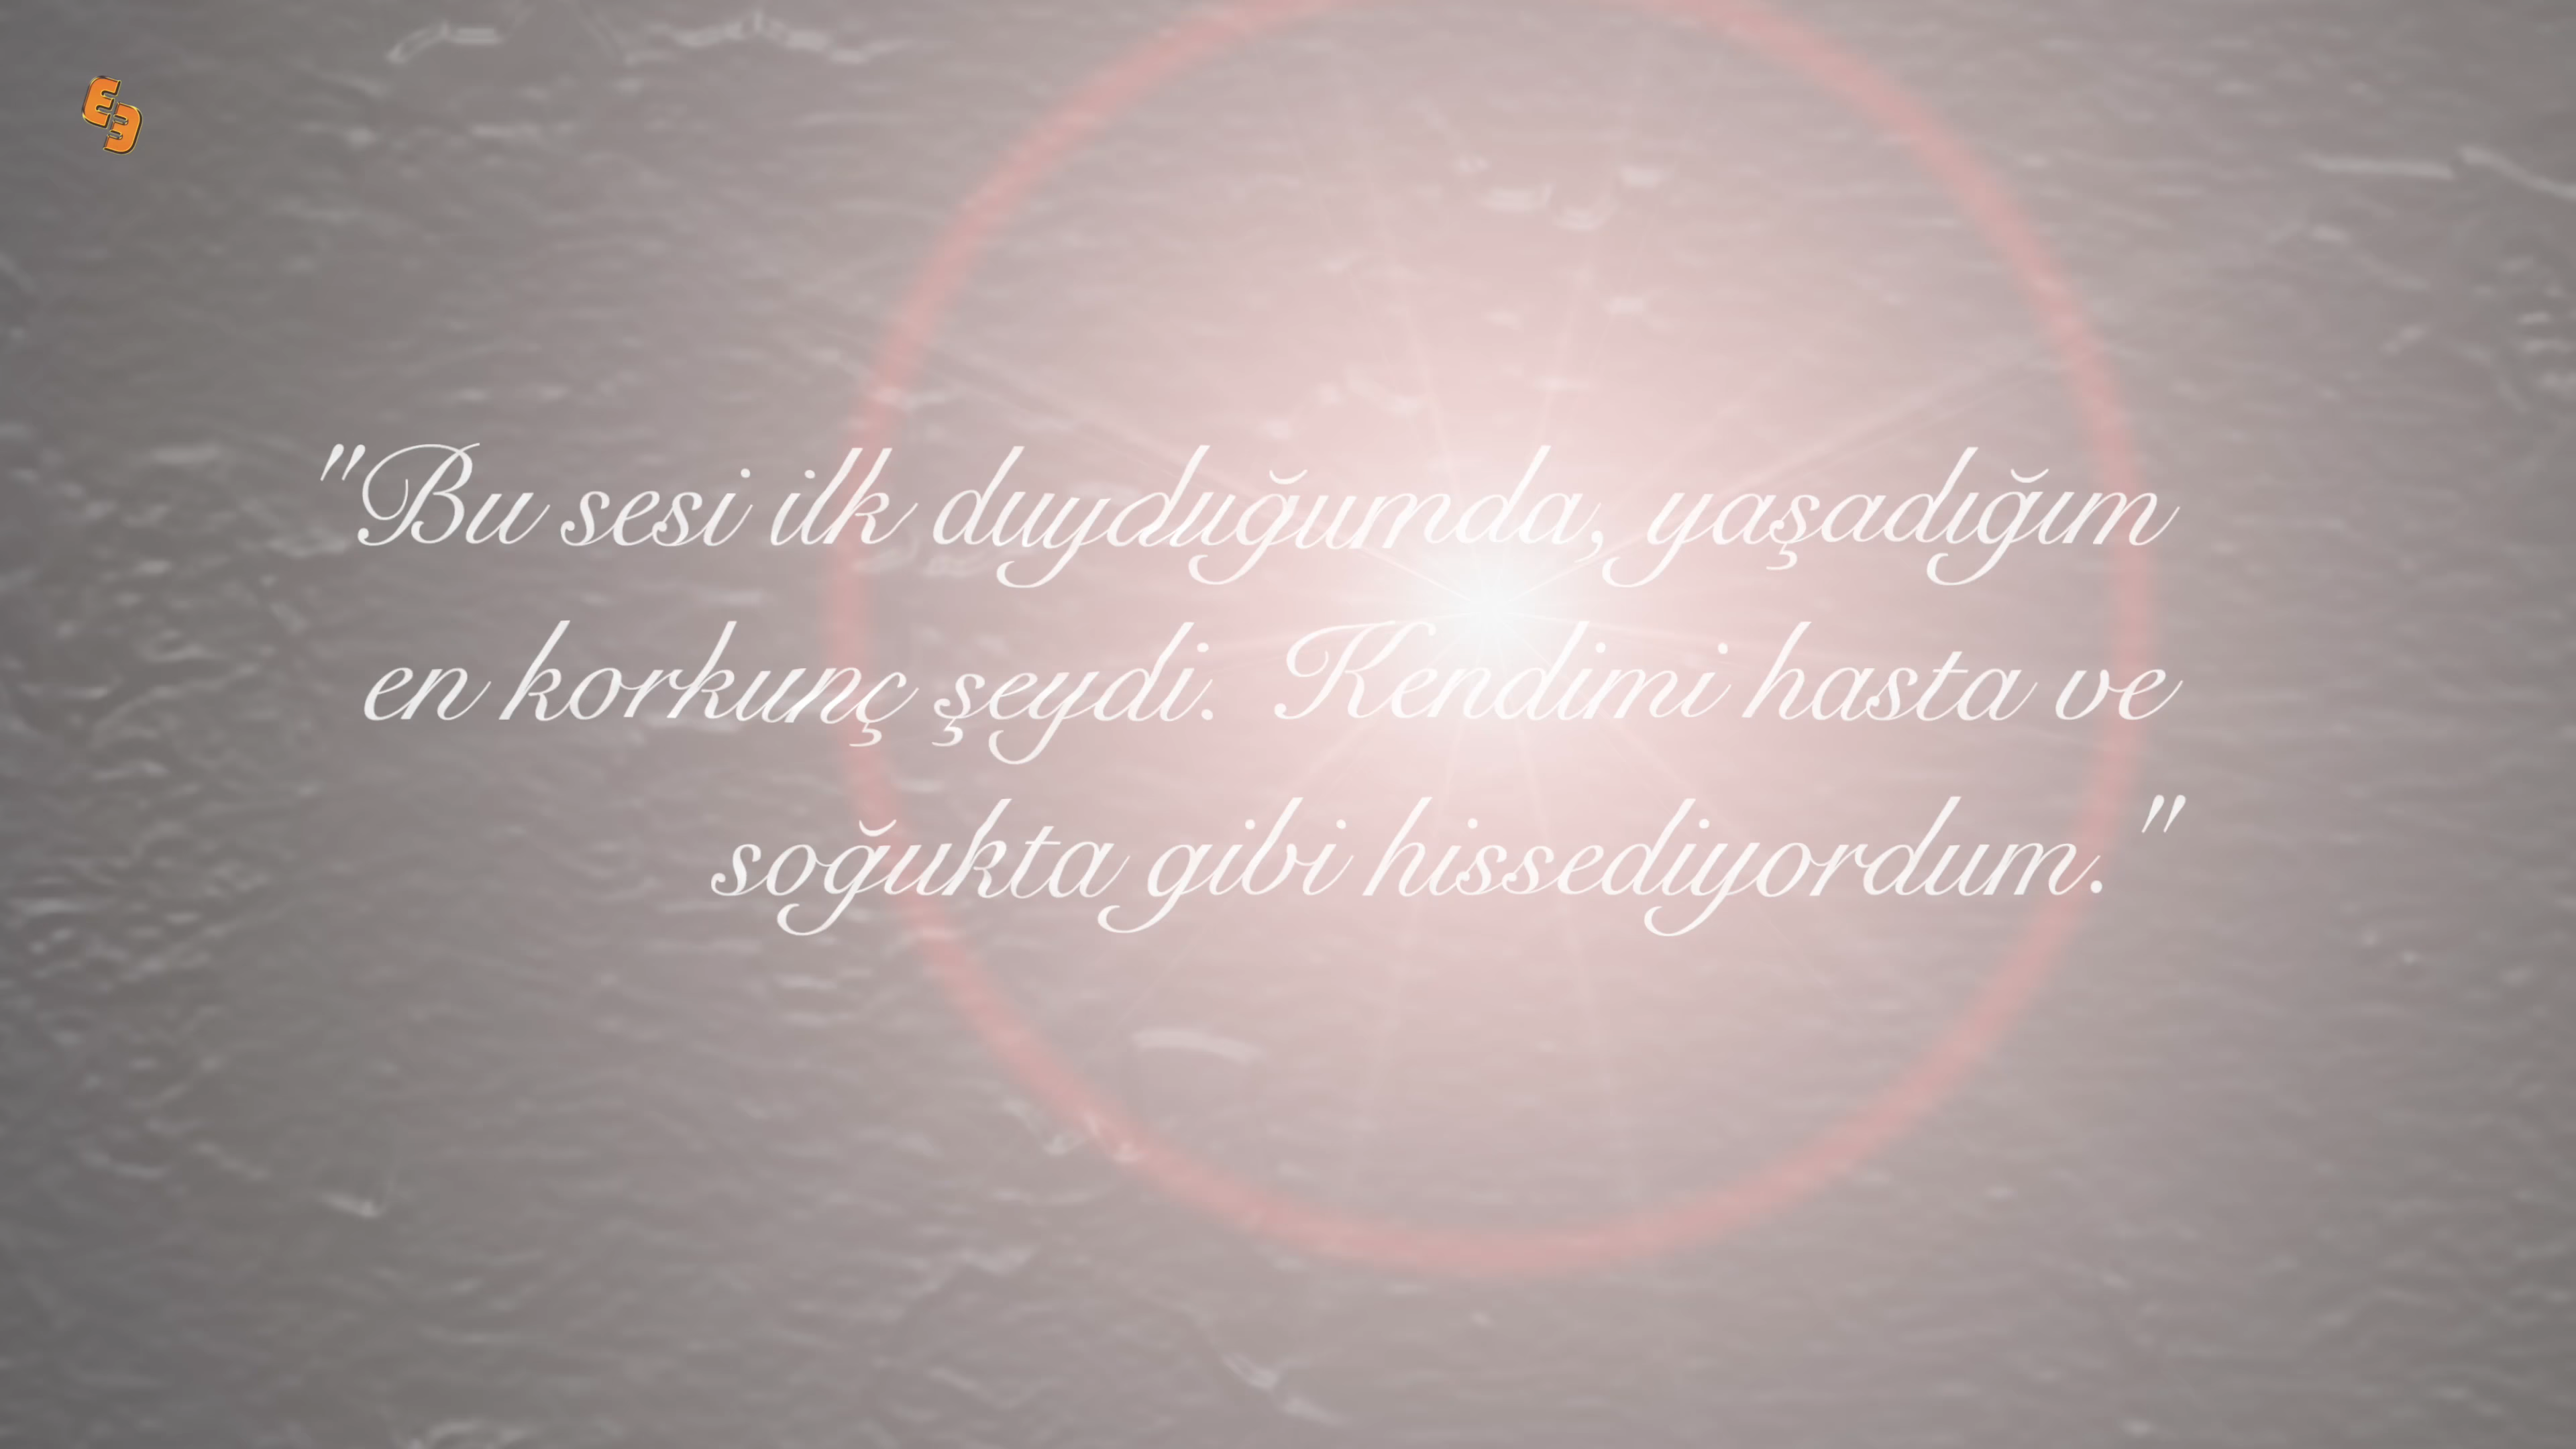 "Bu sesi ilk duyduğumda, yaşadığım
en korkunç şeydi. Kendimi hasta ve
soğukta gibi hissediyordum."